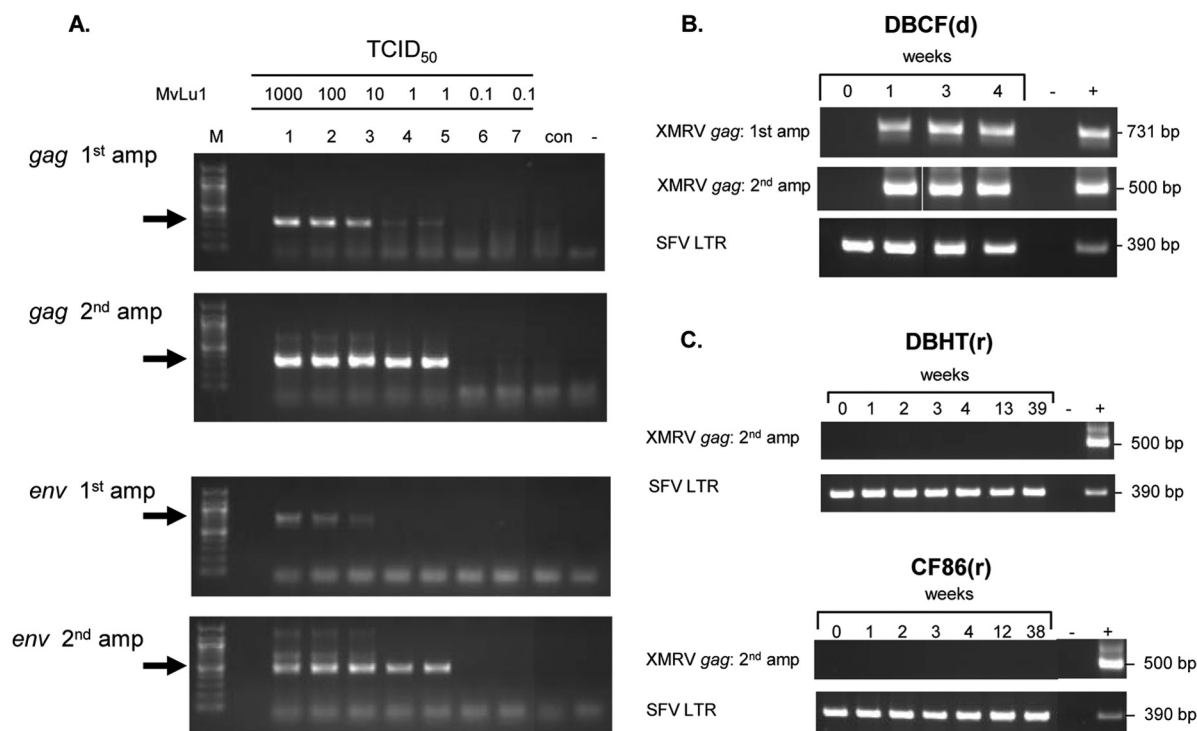 A.
TCID50
MvLu1 1000 100 10 1 1 0.1 0.1
M 1 2 3 4 5 6 7 con -
gag 1st amp
gag 2nd amp
env 1st amp
env 2nd amp
B.
DBCF(d)
weeks
0 1 3 4 - +
XMRV gag: 1st amp 731 bp
XMRV gag: 2nd amp 500 bp
SFV LTR 390 bp
C.
DBHT(r)
weeks
0 1 2 3 4 13 39 - +
XMRV gag: 2nd amp 500 bp
SFV LTR 390 bp
CF86(r)
weeks
0 1 2 3 4 12 38 - +
XMRV gag: 2nd amp 500 bp
SFV LTR 390 bp